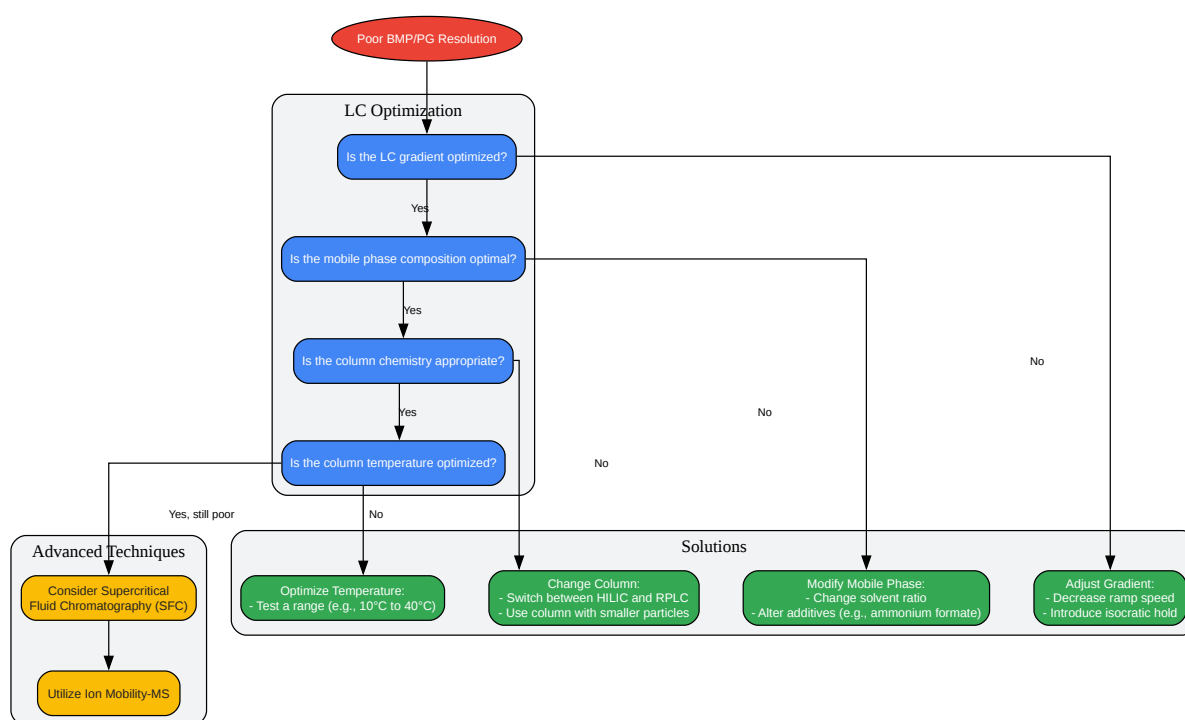 Poor BMP/PG Resolution
LC Optimization
Is the LC gradient optimized?
Yes
Is the mobile phase composition optimal?
Yes
Is the column chemistry appropriate?
No
Yes
No
Is the column temperature optimized?
No
Yes, still poor
No
Advanced Techniques
Solutions
Consider Supercritical
Fluid Chromatography (SFC)
Optimize Temperature:
- Test a range (e.g., 10°C to 40°C)
Change Column:
- Switch between HILIC and RPLC
- Use column with smaller particles
Modify Mobile Phase:
- Change solvent ratio
- Alter additives (e.g., ammonium formate)
Adjust Gradient:
- Decrease ramp speed
- Introduce isocratic hold
Utilize Ion Mobility-MS